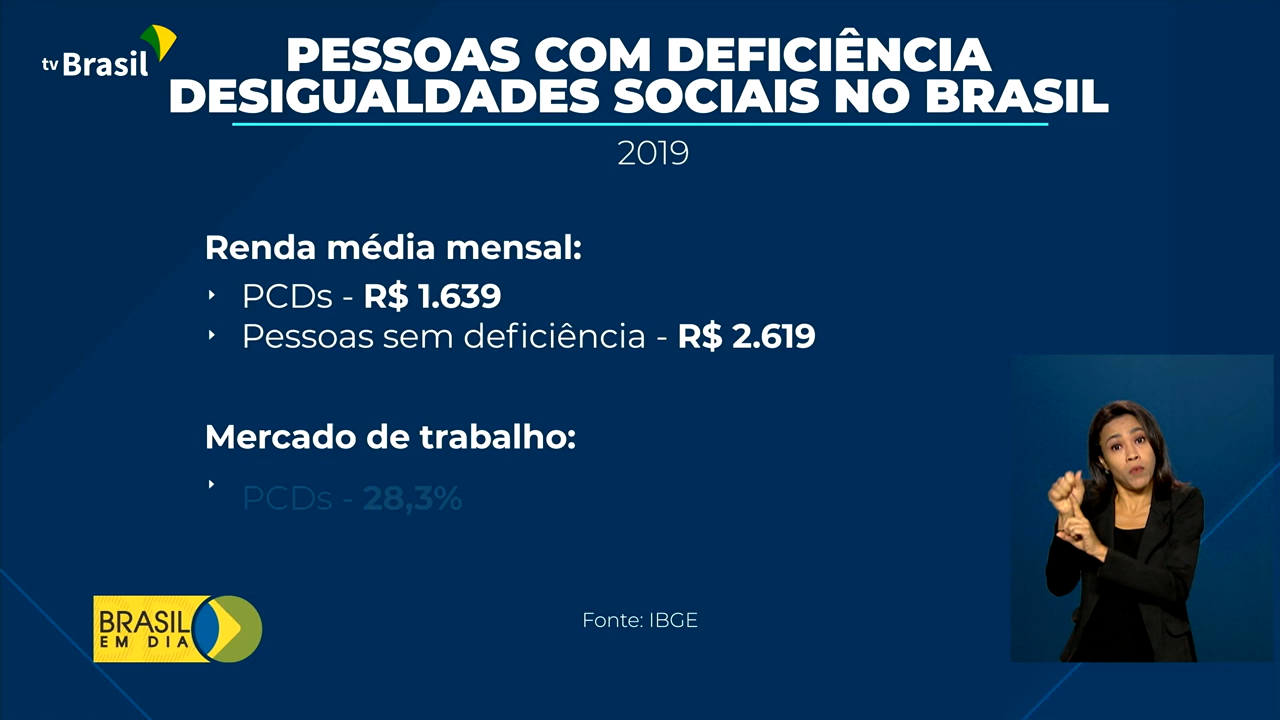 tv Brasil
PESSOAS COM DEFICIÊNCIA
DESIGUALDADES SOCIAIS NO BRASIL
2019
Renda média mensal:
‣ PCDs - R$ 1.639
‣ Pessoas sem deficiência - R$ 2.619
Mercado de trabalho:
‣ PCDs - 28,3%
BRASIL
EM DIA
Fonte: IBGE